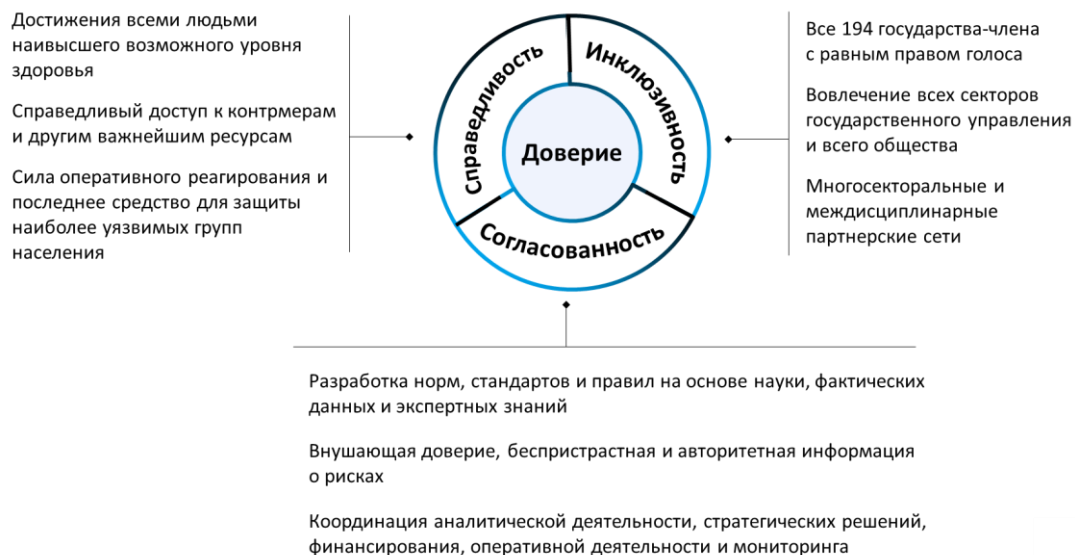 Достижения всеми людьми
наивысшего возможного уровня
здоровья
Справедливый доступ к контрмерам
и другим важнейшим ресурсам
Сила оперативного реагирования и
последнее средство для защиты
наиболее уязвимых групп
населения
Справедливость
Инклюзивность
Доверие
Согласованность
Все 194 государства-члена
с равным правом голоса
Вовлечение всех секторов
государственного управления
и всего общества
Многосекторальные и
междисциплинарные
партнерские сети
Разработка норм, стандартов и правил на основе науки, фактических
данных и экспертных знаний
Внушающая доверие, беспристрастная и авторитетная информация
о рисках
Координация аналитической деятельности, стратегических решений,
финансирования, оперативной деятельности и мониторинга